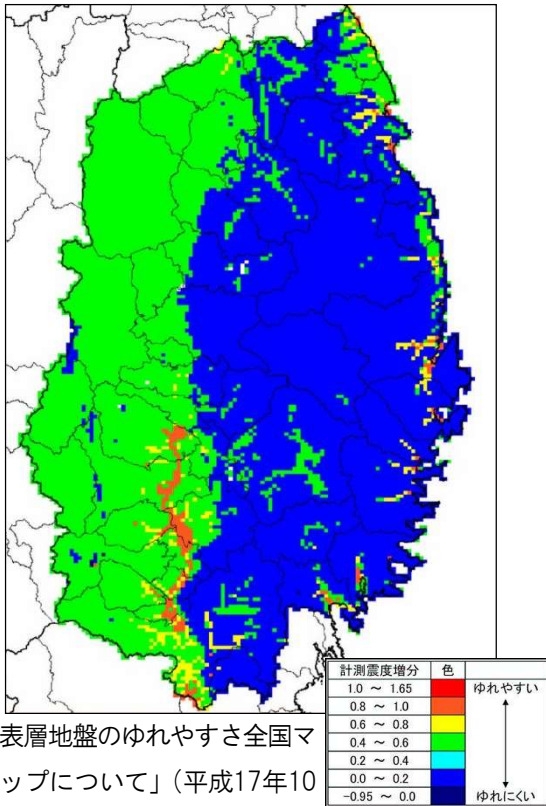 計測震度増分 色
1.0 ～ 1.65 ゆれやすい
0.8 ～ 1.0
0.6 ～ 0.8
0.4 ～ 0.6
0.2 ～ 0.4
0.0 ～ 0.2
-0.95 ～ 0.0 ゆれにくい
表層地盤のゆれやすさ全国マ
ップについて」(平成17年10